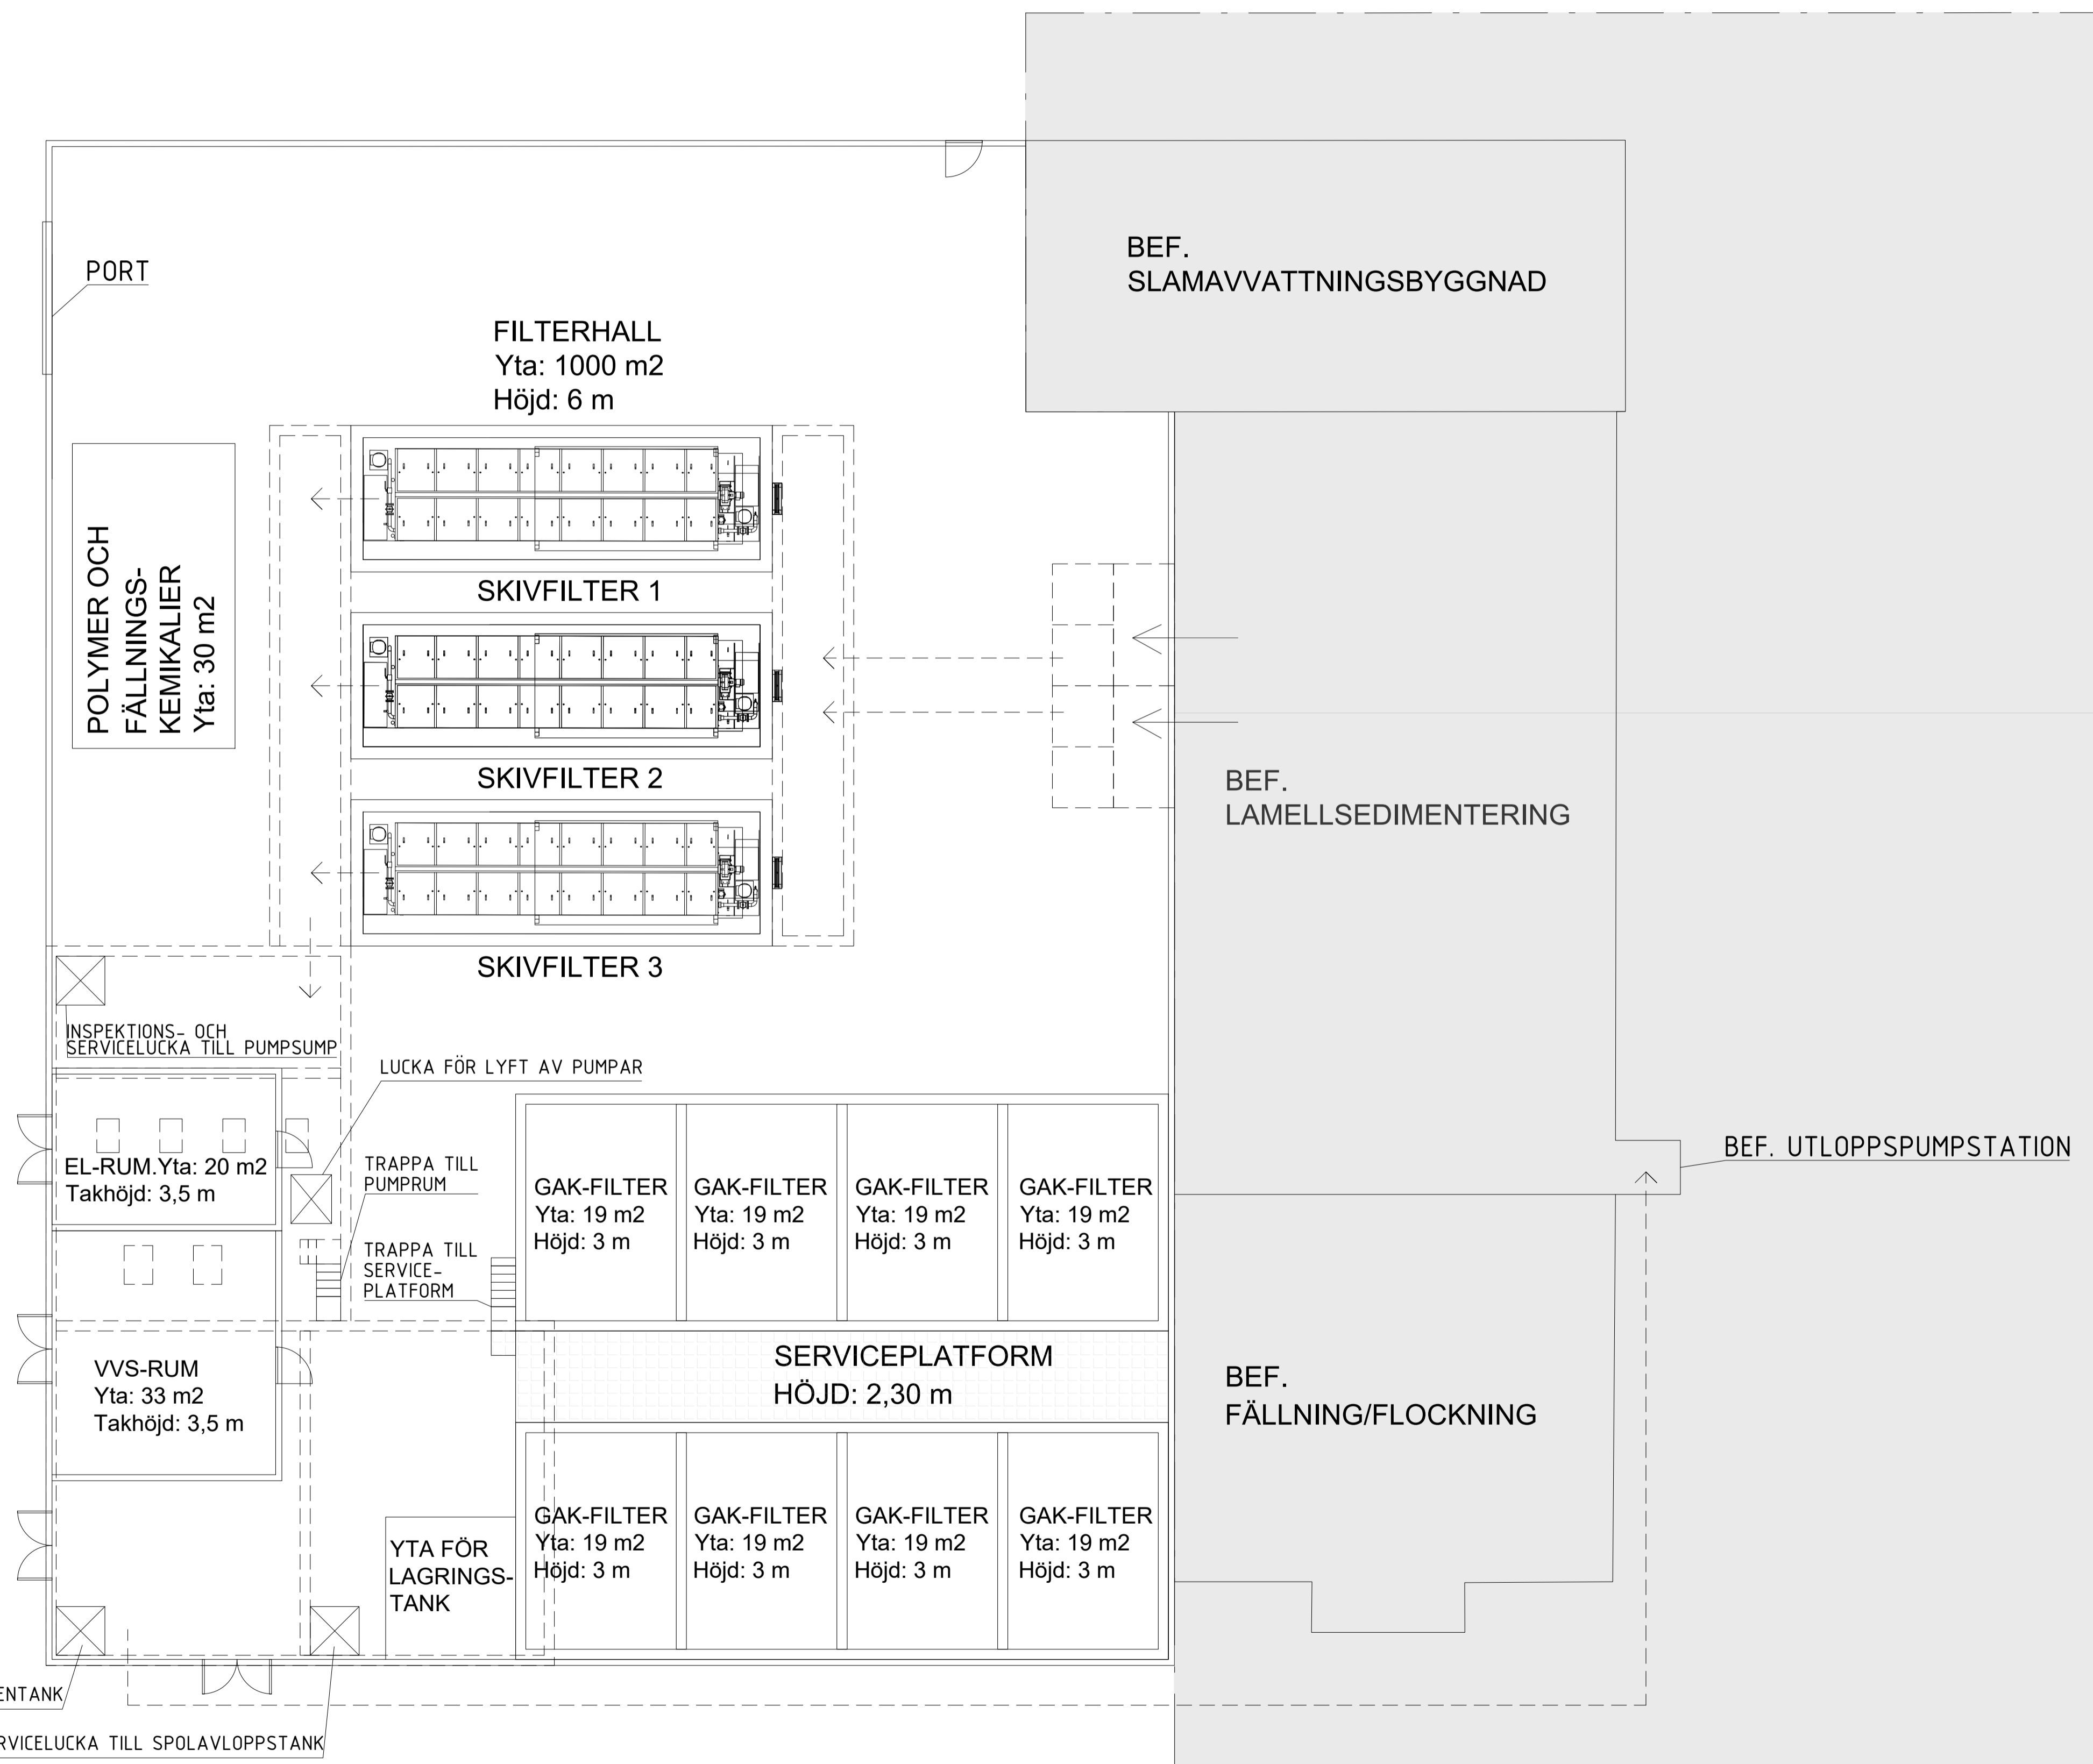 BEF.
SLAMAVVATTNINGSBYGGNAD
PORT
FILTERHALL
Yta: 1000 m2
Höjd: 6 m
POLYMER OCH
FÄLLNINGS-
KEMIKALIER
Yta: 30 m2
SKIVFILTER 1
SKIVFILTER 2
BEF.
LAMELLSEDIMENTERING
SKIVFILTER 3
INSPEKTIONS- OCH
SERVICELUCKA TILL PUMPSUMP
LUCKA FÖR LYFT AV PUMPAR
BEF. UTLOPPSPUMPSTATION
EL-RUM.Yta: 20 m2
Takhöjd: 3,5 m
TRAPPA TILL
PUMPRUM
TRAPPA TILL
SERVICE-
PLATFORM
GAK-FILTER
Yta: 19 m2
Höjd: 3 m
GAK-FILTER
Yta: 19 m2
Höjd: 3 m
GAK-FILTER
Yta: 19 m2
Höjd: 3 m
GAK-FILTER
Yta: 19 m2
Höjd: 3 m
VVS-RUM
Yta: 33 m2
Takhöjd: 3,5 m
SERVICEPLATFORM
HÖJD: 2,30 m
BEF.
FÄLLNING/FLOCKNING
YTA FÖR
LAGRINGS-
TANK
GAK-FILTER
Yta: 19 m2
Höjd: 3 m
GAK-FILTER
Yta: 19 m2
Höjd: 3 m
GAK-FILTER
Yta: 19 m2
Höjd: 3 m
GAK-FILTER
Yta: 19 m2
Höjd: 3 m
ENTANK
RVICELUCKA TILL SPOLAVLOPPSTANK